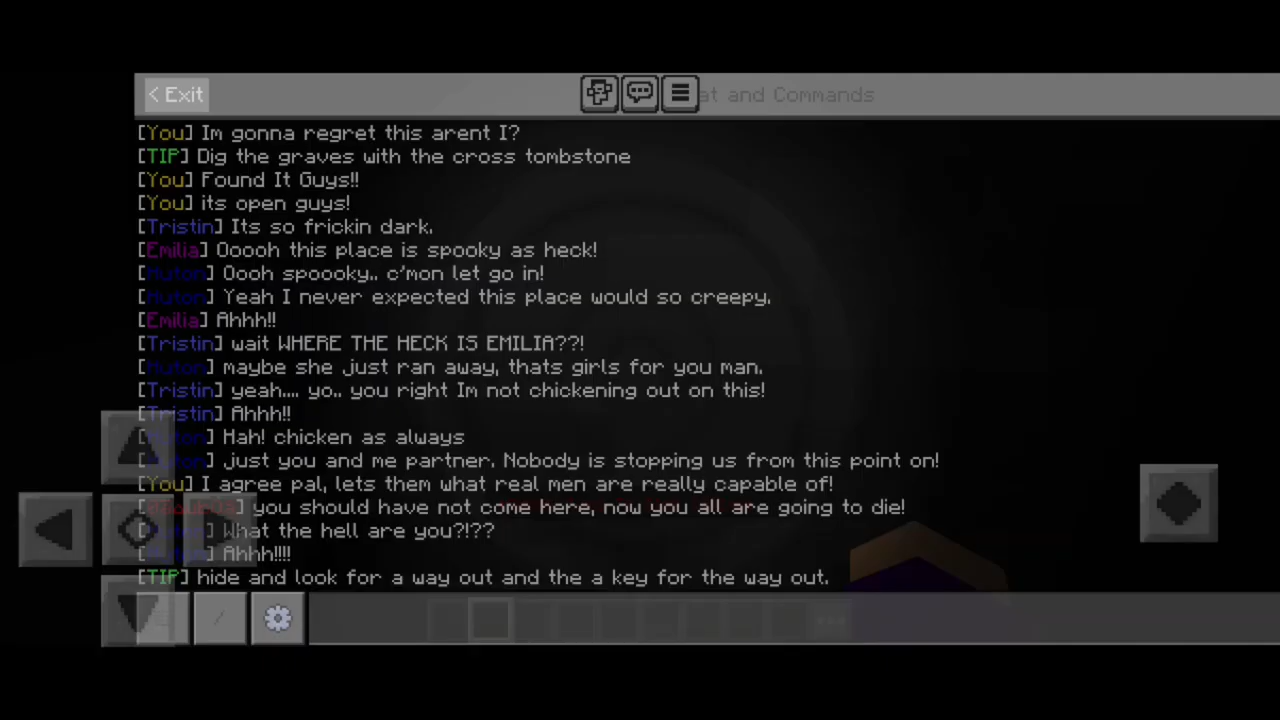 < Exit
at and Commands
[You] Im gonna regret this arent I?
[TIP] Dig the graves with the cross tombstone
[You] Found It Guys!!
[You] its open guys!
[Tristin] Its so frickin dark.
[Emilia] Ooooh this place is spooky as heck!
[Hyton] Oooh spoooky.. c'mon let go in!
[Hyton] Yeah I never expected this place would so creepy.
[Emilia] Ahhh!!
[Tristin] wait WHERE THE HECK IS EMILIA??!
[Hyton] maybe she just ran away, thats girls for you man.
[Tristin] yeah.... yo.. you right Im not chickening out on this!
[Tristin] Ahhh!!
[Hyton] Hah! chicken as always
[Hyton] just you and me partner. Nobody is stopping us from this point on!
[You] I agree pal, lets them what real men are really capable of!
[] you should have not come here, now you all are going to die!
[Hyton] What the hell are you?!??
[Hyton] Ahhh!!!!
[TIP] hide and look for a way out and the a key for the way out.
/